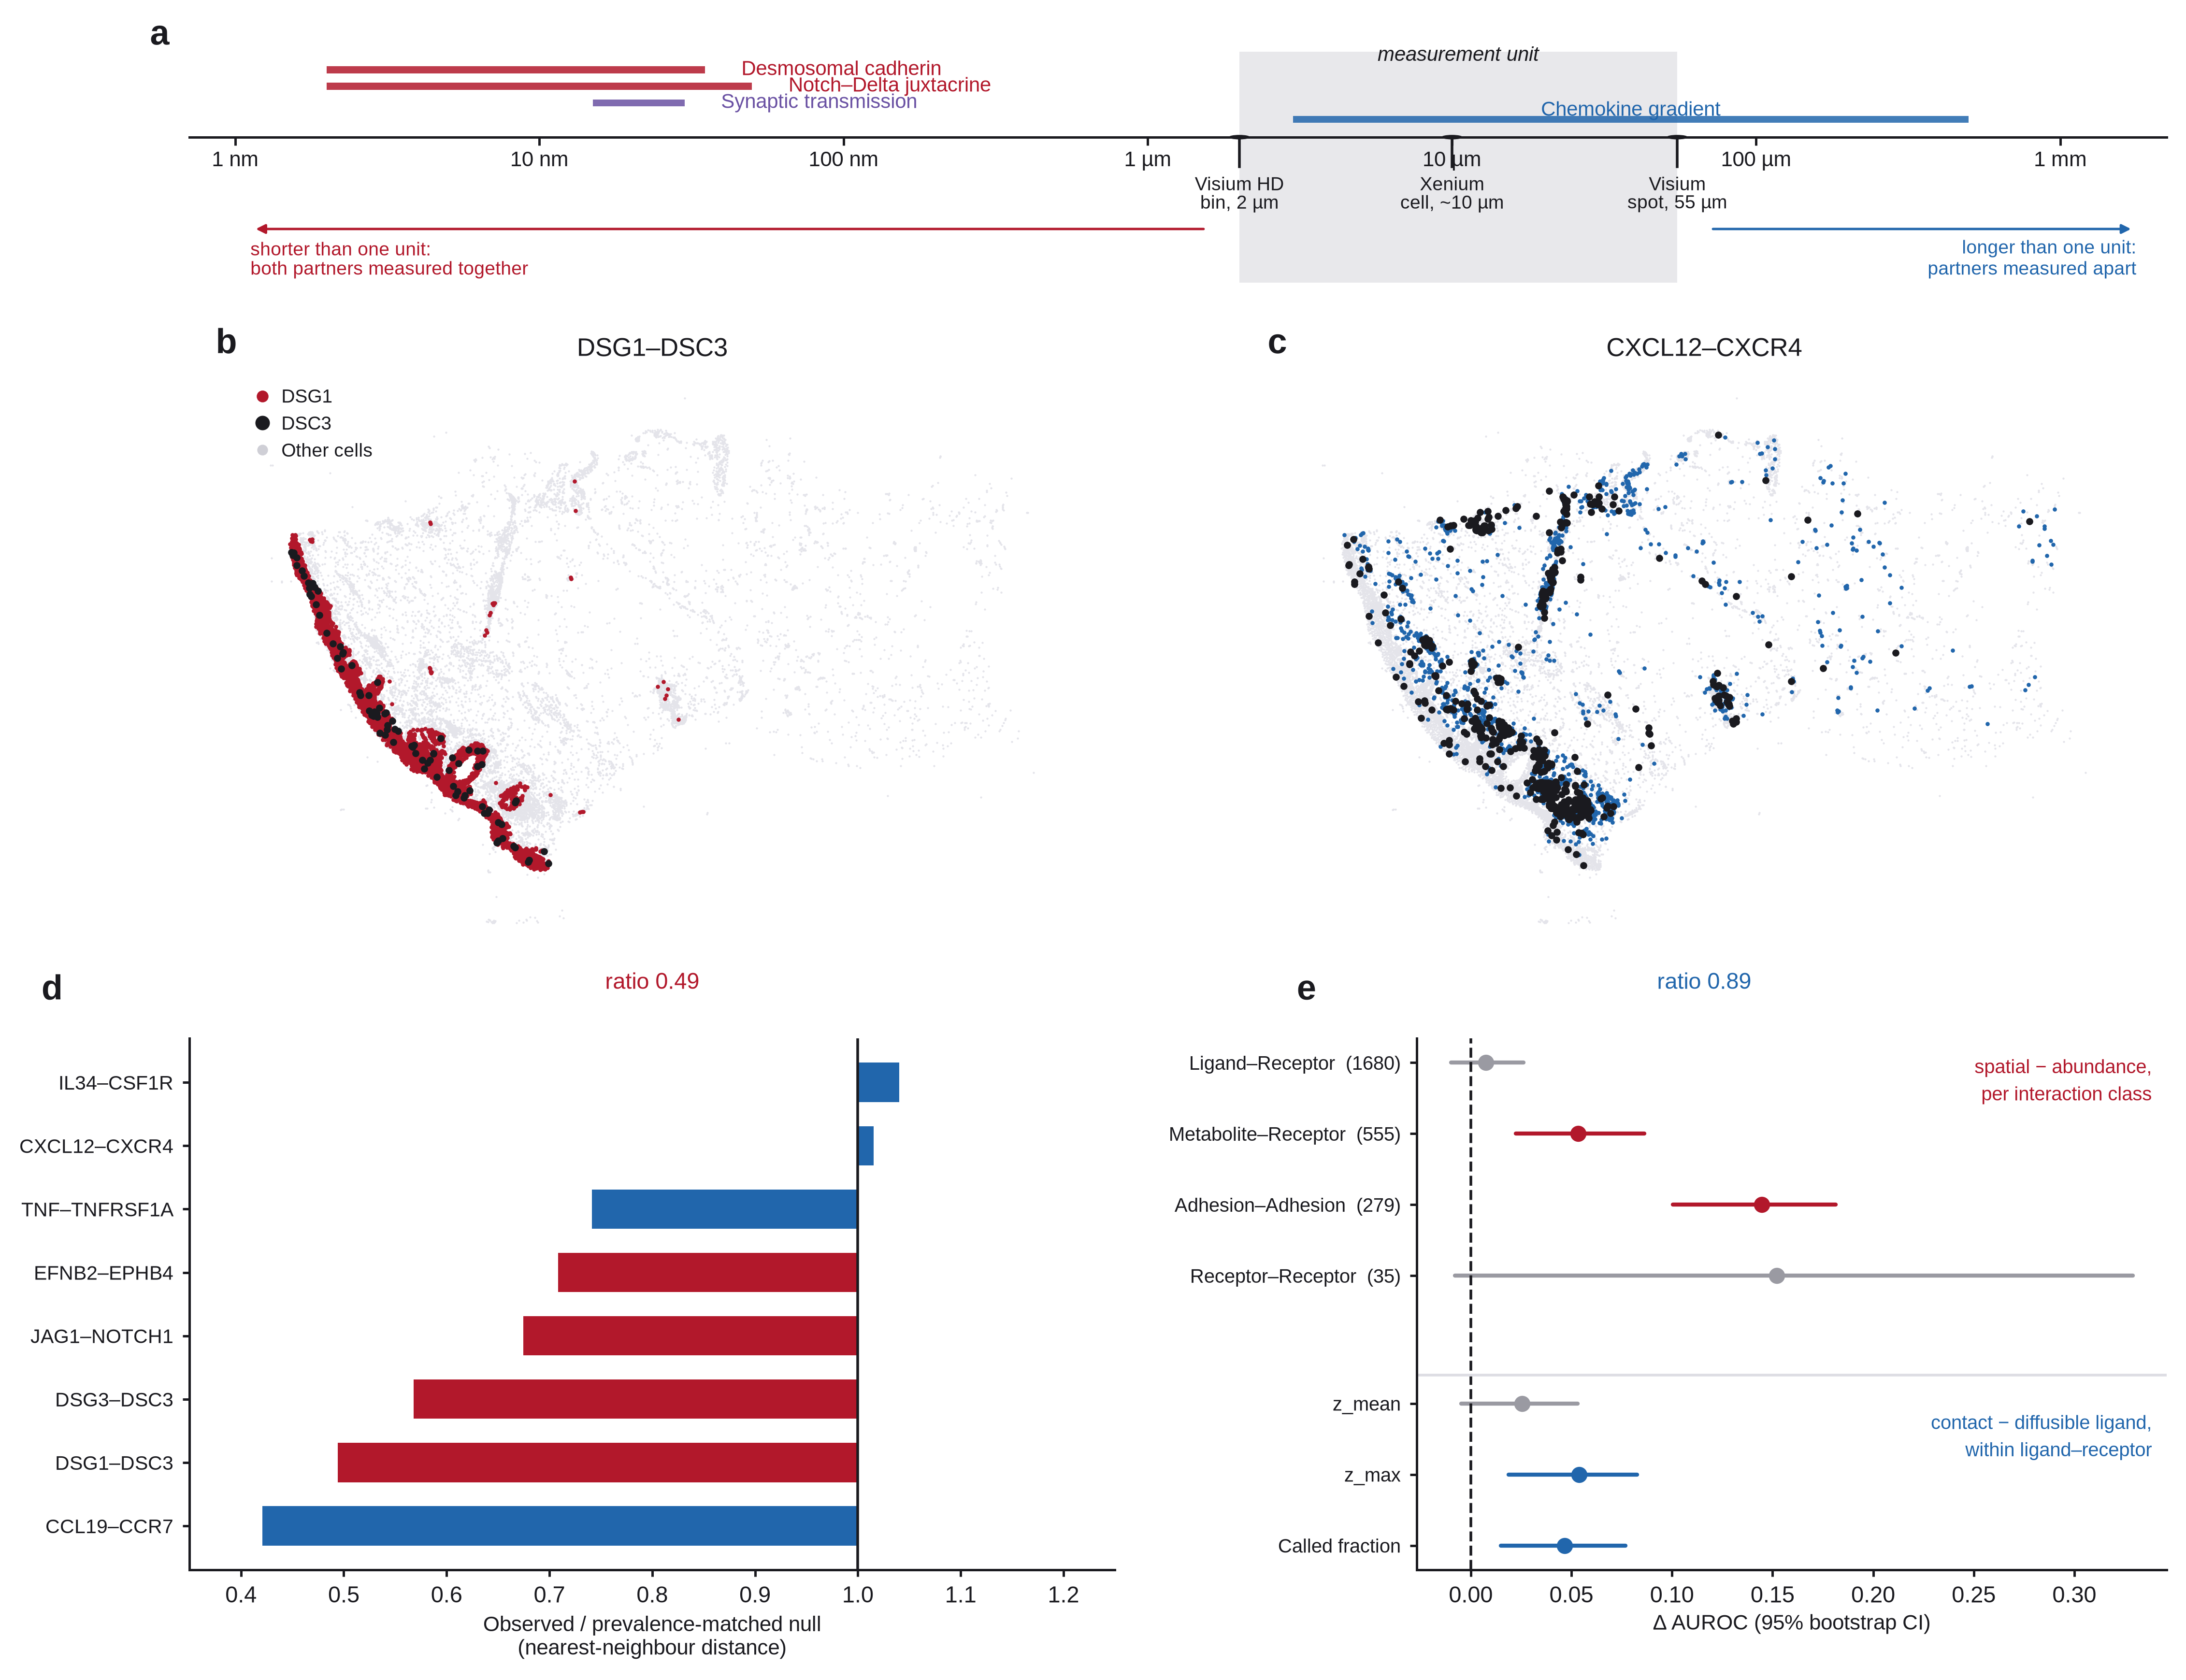 a
measurement unit
Desmosomal cadherin
Notch–Delta juxtacrine
Synaptic transmission
Chemokine gradient
1 nm
10 nm
100 nm
1 µm
10 µm
100 µm
1 mm
Visium HD
bin, 2 µm
Xenium
cell, ~10 µm
Visium
spot, 55 µm
shorter than one unit:
both partners measured together
longer than one unit:
partners measured apart
b
DSG1–DSC3
DSG1
DSC3
Other cells
c
CXCL12–CXCR4
d
ratio 0.49
IL34–CSF1R
CXCL12–CXCR4
TNF–TNFRSF1A
EFNB2–EPHB4
JAG1–NOTCH1
DSG3–DSC3
DSG1–DSC3
CCL19–CCR7
0.4
0.5
0.6
0.7
0.8
0.9
1.0
1.1
1.2
Observed / prevalence-matched null
(nearest-neighbour distance)
e
ratio 0.89
Ligand–Receptor (1680)
Metabolite–Receptor (555)
Adhesion–Adhesion (279)
Receptor–Receptor (35)
spatial − abundance,
per interaction class
z_mean
z_max
Called fraction
contact − diffusible ligand,
within ligand–receptor
0.00
0.05
0.10
0.15
0.20
0.25
0.30
Δ AUROC (95% bootstrap CI)